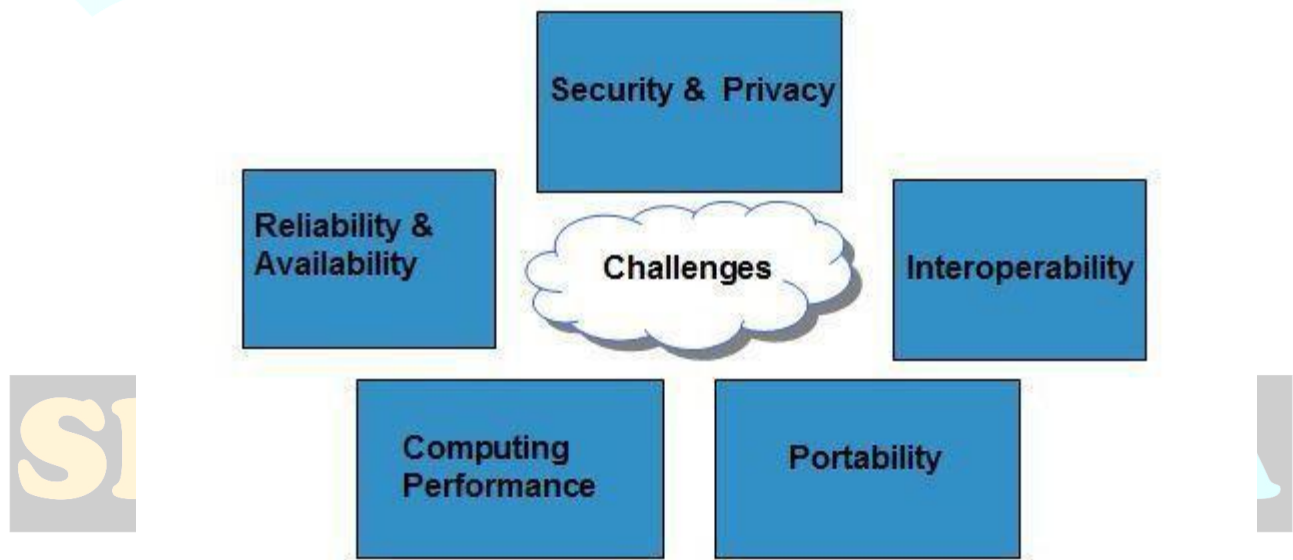 Security & Privacy
Reliability &
Availability
Challenges
Interoperability
Computing
Performance
Portability